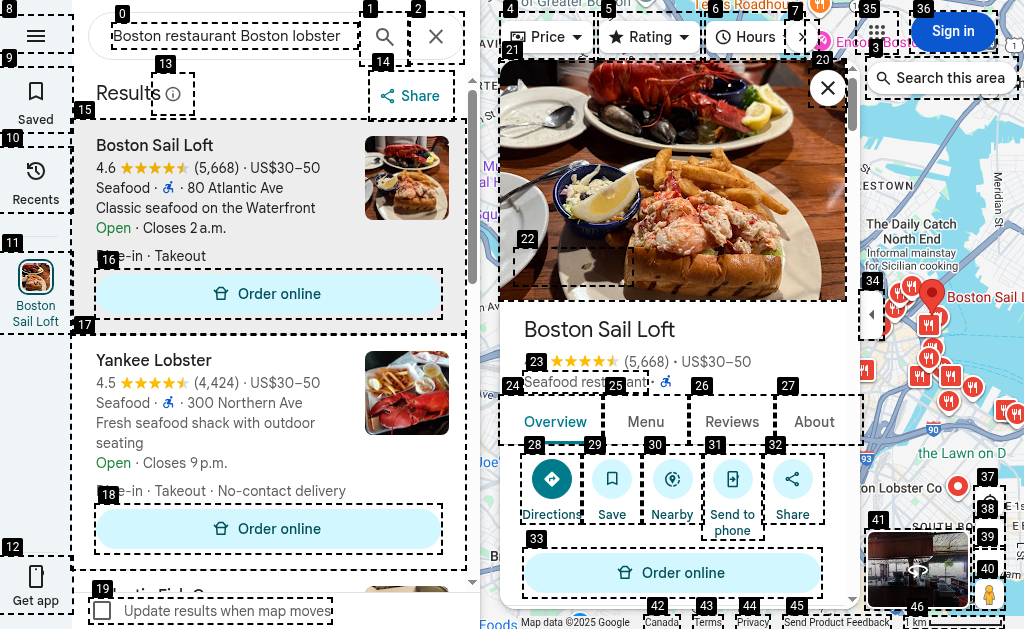 Boston restaurant Boston lobster
Price
Rating
Hours
Sign in
Search this area
Saved
Recents
Boston
Sail Loft
Get app
Results
Share
Boston Sail Loft
4.6 (5,668) · US$30–50
Seafood · 80 Atlantic Ave
Classic seafood on the Waterfront
Open · Closes 2 a.m.
Takeout
Order online
Yankee Lobster
4.5 (4,424) · US$30–50
Seafood · 300 Northern Ave
Fresh seafood shack with outdoor
seating
Open · Closes 9 p.m.
Takeout · No-contact delivery
Order online
Update results when map moves
Boston Sail Loft
(5,668) · US$30–50
Seafood restaurant
Overview
Menu
Reviews
About
Directions
Save
Nearby
Send to
phone
Share
Order online
Meridian St
The Daily Catch
North End
Informal mainstay
for Sicilian cooking
Boston Sail L
90
93
the Lawn on D
on Lobster Co
SOUTH BO
Foods
Map data ©2025 Google
Canada
Terms
Privacy
Send Product Feedback
1 km
0
1
2
3
4
5
6
7
8
9
10
11
12
13
14
15
16
17
18
19
20
21
22
23
24
25
26
27
28
29
30
31
32
33
34
35
36
37
38
39
40
41
42
43
44
45
46